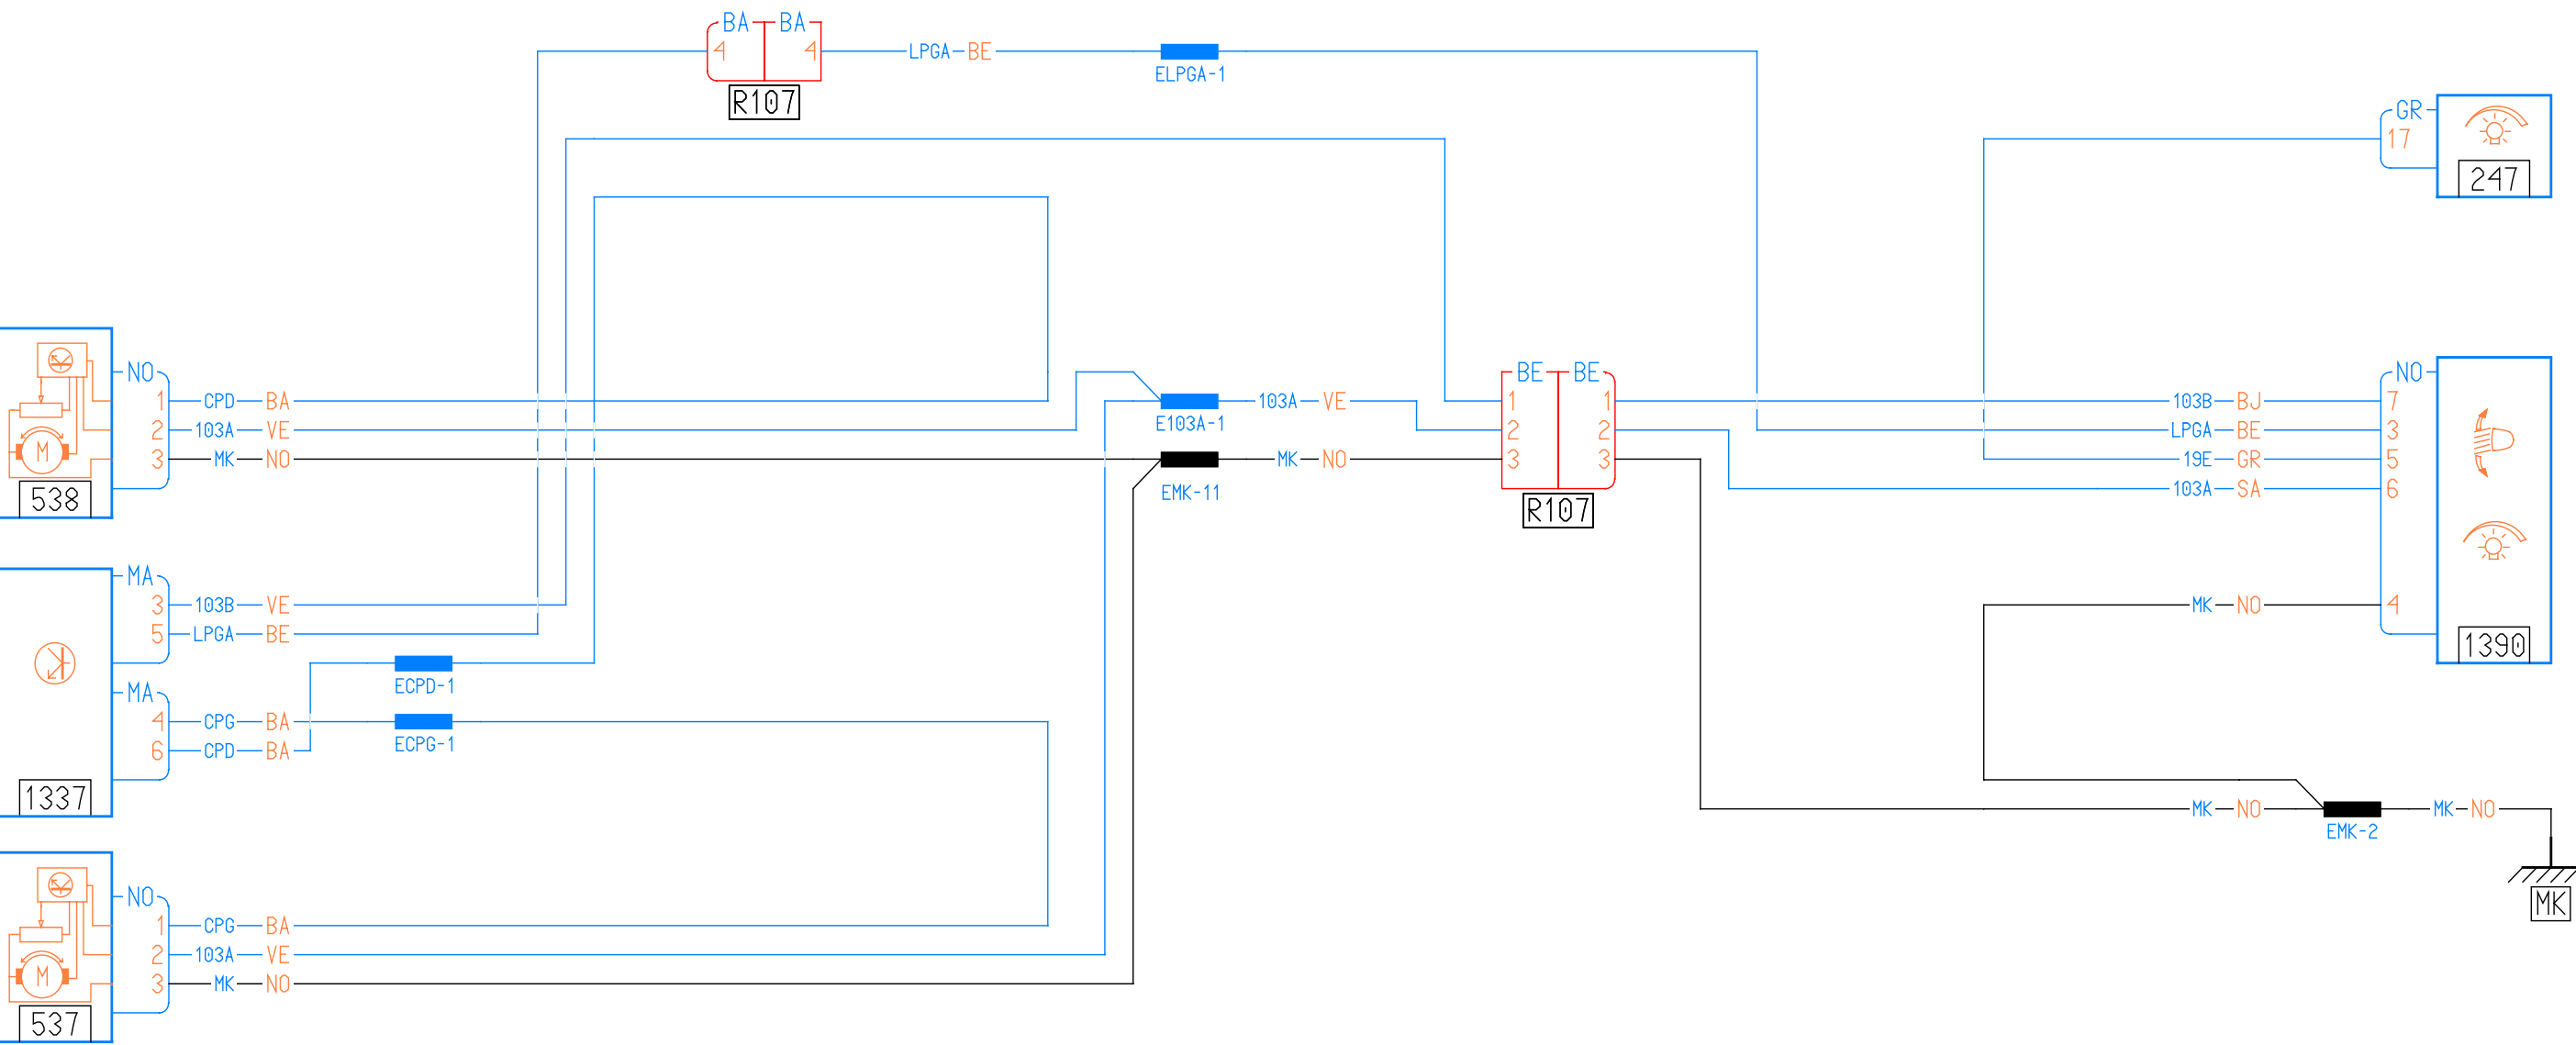 BA BA
4 4 LPGA BE
ELPGA-1
R107
GR
17
247
NO
1 CPD BA
2 103A VE
3 MK NO
M
538
E103A-1
103A VE
EMK-11
MK NO
BE BE
1 1
2 2
3 3
R107
NO
103B BJ 7
LPGA BE 3
19E GR 5
103A SA 6
MK NO 4
1390
MA
3 103B VE
5 LPGA BE
ECPD-1
MA
4 CPG BA
6 CPD BA
ECPG-1
1337
MK NO
EMK-2
MK NO
MK
NO
1 CPG BA
2 103A VE
3 MK NO
M
537